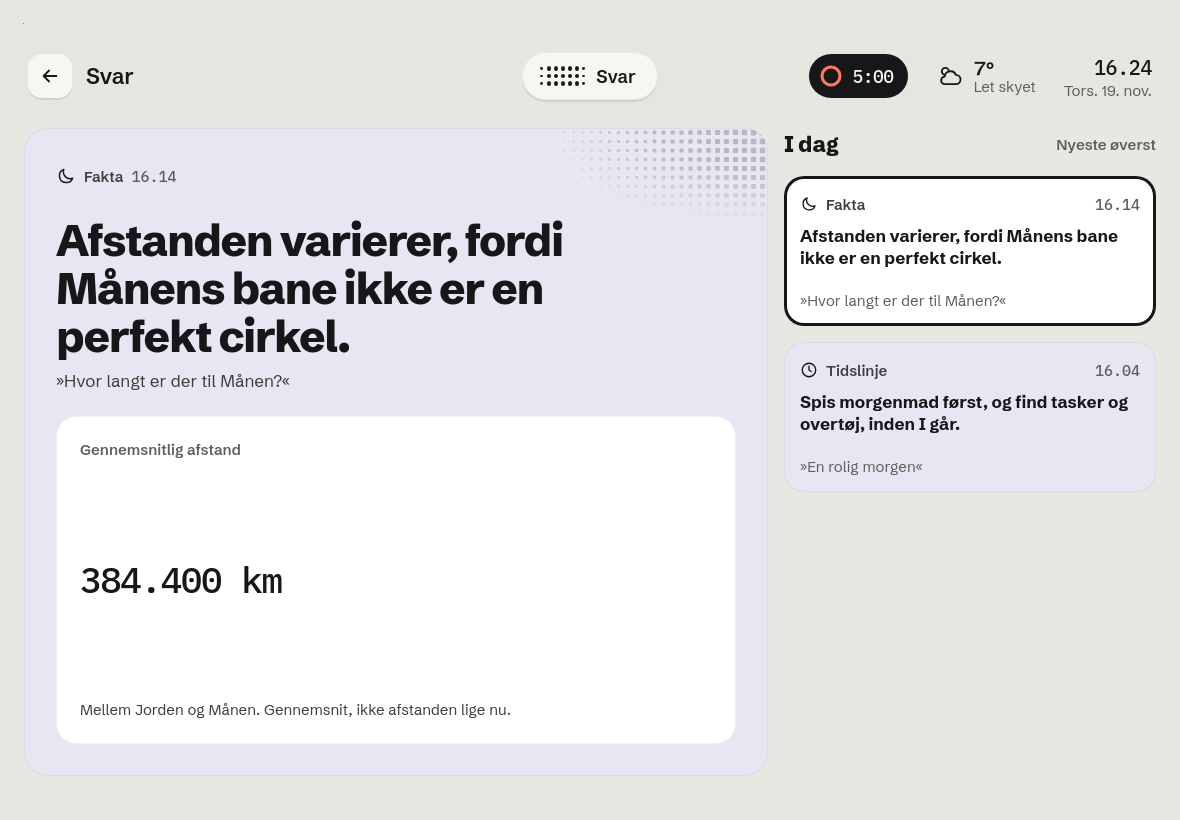 Svar
Svar
5:00
7°
Let skyet
16.24
Tors. 19. nov.
Fakta 16.14
Afstanden varierer, fordi
Månens bane ikke er en
perfekt cirkel.
»Hvor langt er der til Månen?«
Gennemsnitlig afstand
384.400 km
Mellem Jorden og Månen. Gennemsnit, ikke afstanden lige nu.
I dag
Nyeste øverst
Fakta
16.14
Afstanden varierer, fordi Månens bane
ikke er en perfekt cirkel.
»Hvor langt er der til Månen?«
Tidslinje
16.04
Spis morgenmad først, og find tasker og
overtøj, inden I går.
»En rolig morgen«